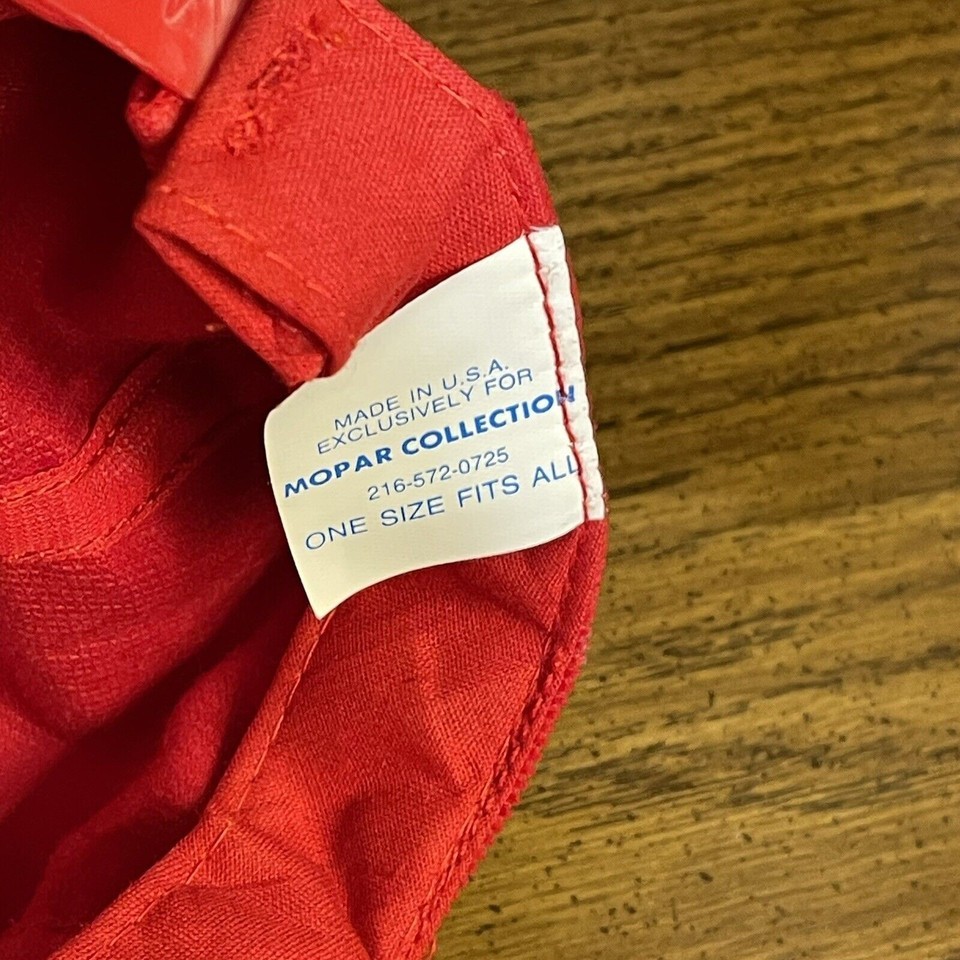 MADE IN U.S.A.
EXCLUSIVELY FOR
MOPAR COLLECTION
216-572-0725
ONE SIZE FITS ALL